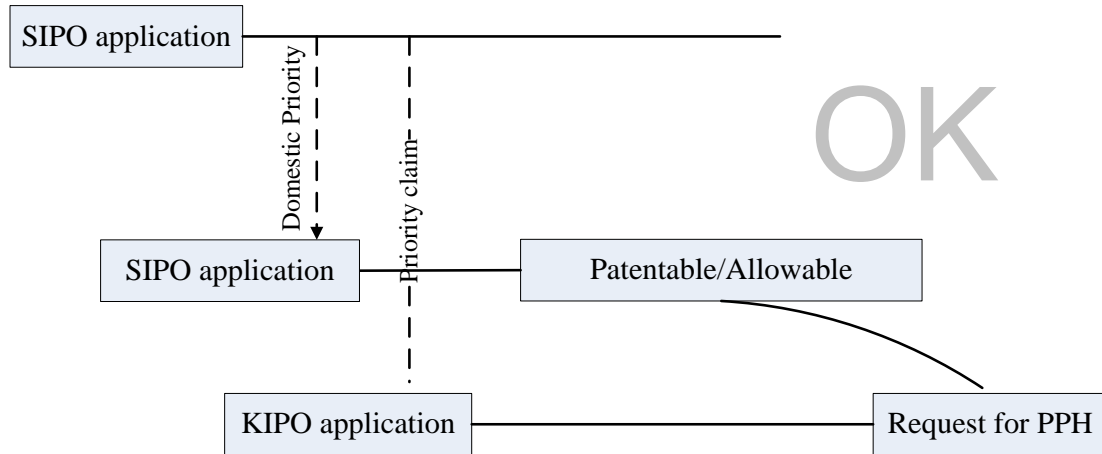 SIPO application
OK
Domestic Priority
Priority claim
SIPO application
Patentable/Allowable
KIPO application
Request for PPH